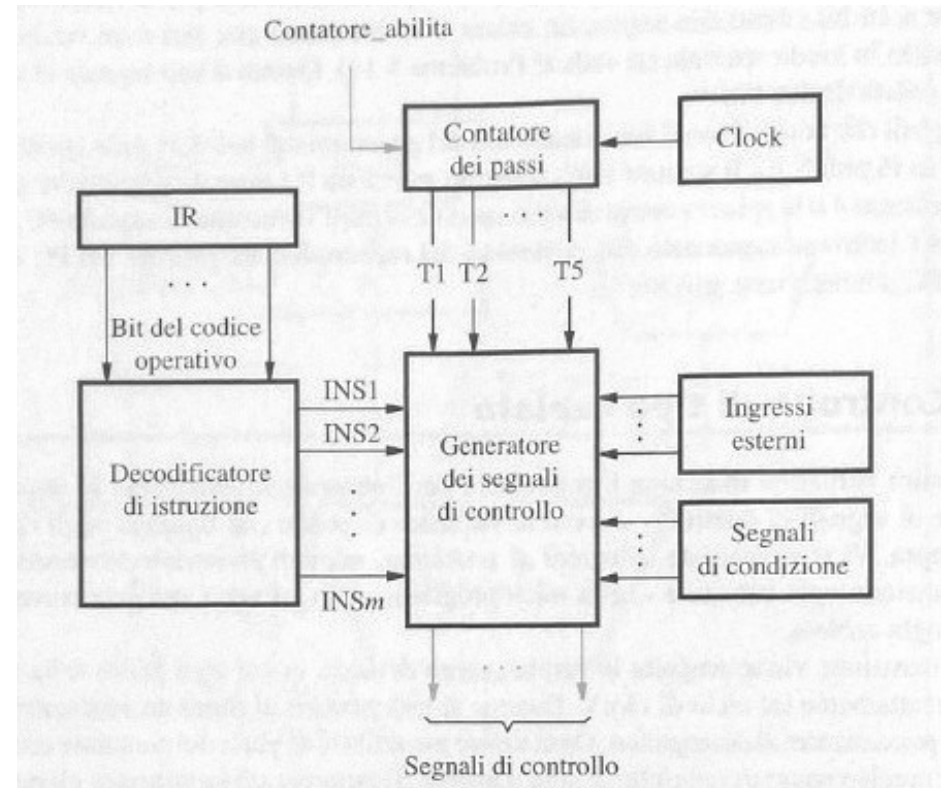 Contatore_abilita
Contatore
dei passi
Clock
IR
T1 T2 T5
Bit del codice
operativo
INS1
INS2
INSm
Decodificatore
di istruzione
Generatore
dei segnali
di controllo
Ingressi
esterni
Segnali
di condizione
Segnali di controllo